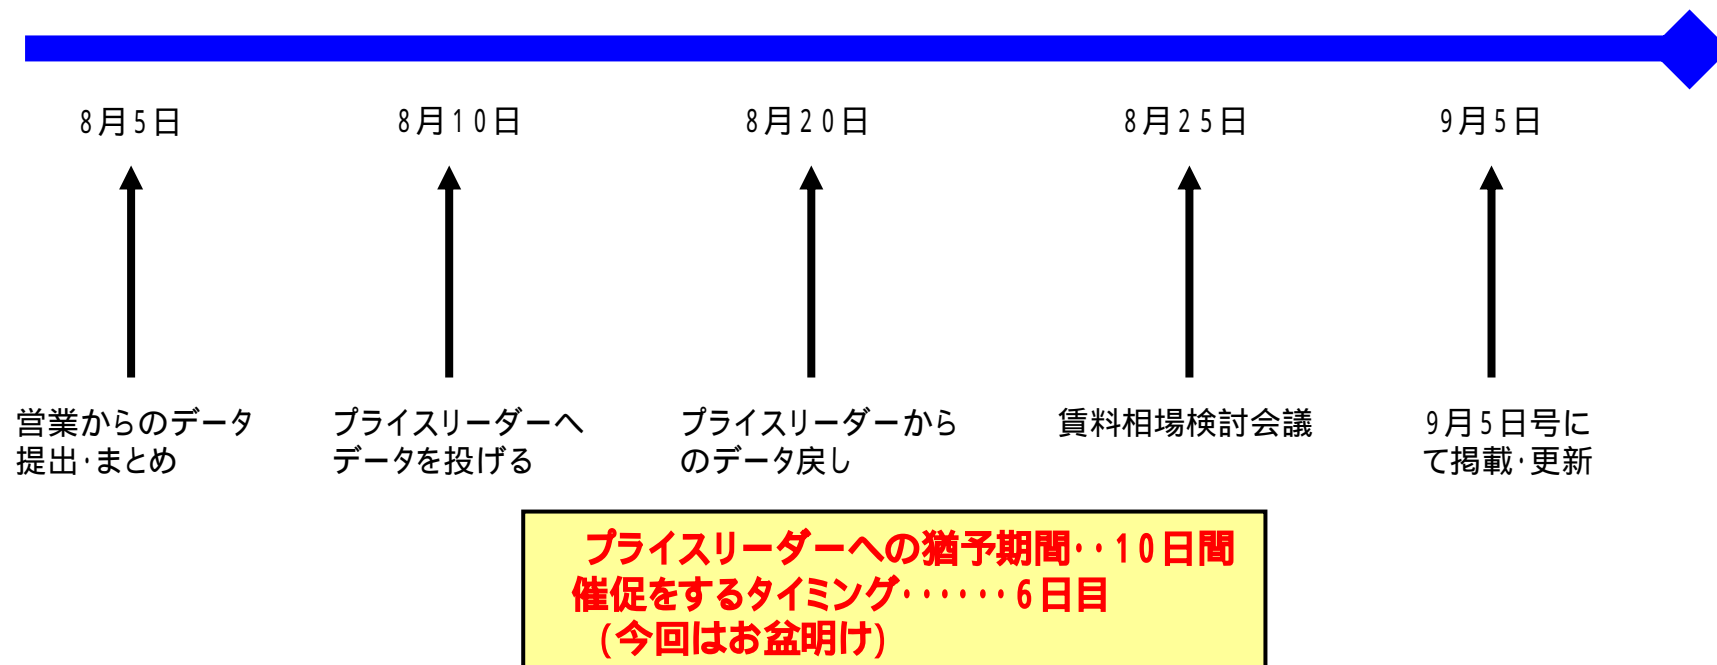 8月5日
8月10日
8月20日
8月25日
9月5日
営業からのデータ
提出・まとめ
プライスリーダーへ
データを投げる
プライスリーダーから
のデータ戻し
賃料相場検討会議
9月5日号に
て掲載・更新
プライスリーダーへの猶予期間・・10日間
催促をするタイミング・・・・・・6日目
(今回はお盆明け)